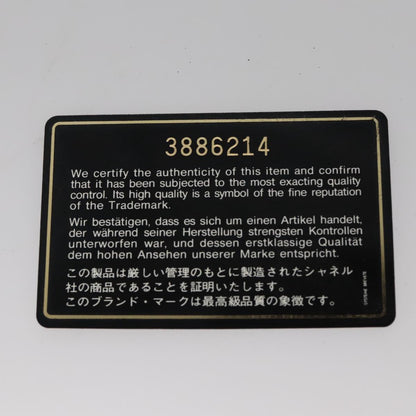 3886214
We certify the authenticity of this item and confirm
that it has been subjected to the most exacting quality
control. Its high quality is a symbol of the fine reputation
of the Trademark.
Wir bestätigen, dass es sich um einen Artikel handelt,
der während seiner Herstellung strengsten Kontrollen
unterworfen war, und dessen erstklassige Qualität
dem hohen Ansehen unserer Marke entspricht.
この製品は厳しい管理のもとに製造されたシャネル
社の商品であることを証明いたします。
このブランド・マークは最高級品質の象徴です。